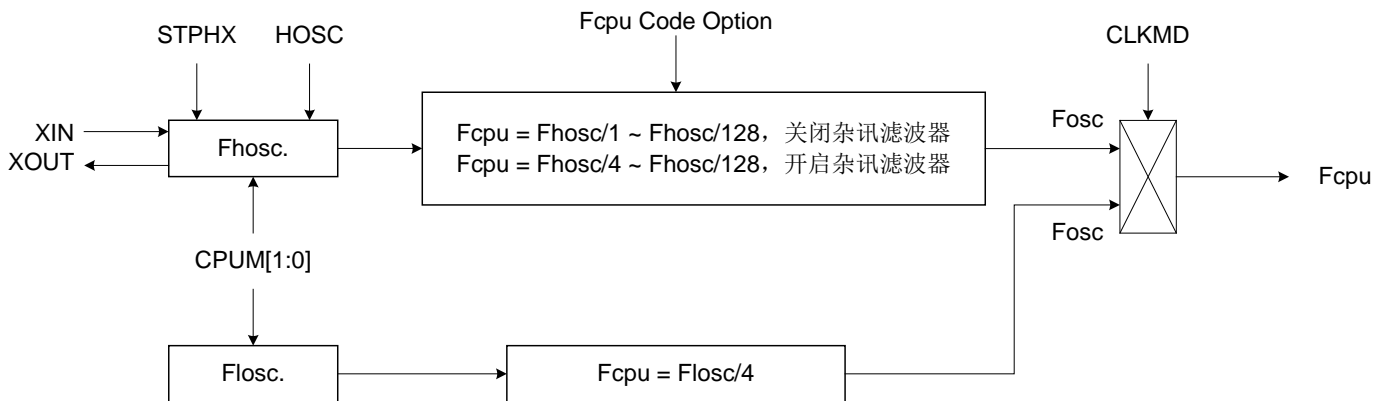 Fcpu Code Option
STPHX
HOSC
CLKMD
XIN
XOUT
Fhosc.
Fcpu = Fhosc/1 ~ Fhosc/128，关闭杂讯滤波器
Fcpu = Fhosc/4 ~ Fhosc/128，开启杂讯滤波器
Fosc
Fcpu
Fosc
CPUM[1:0]
Flosc.
Fcpu = Flosc/4